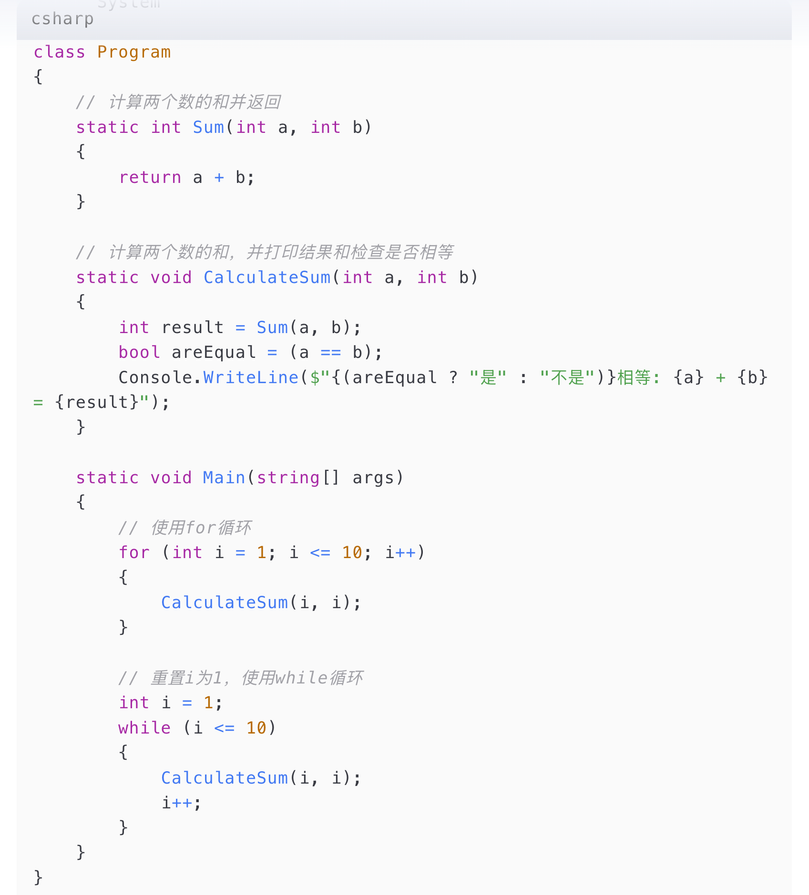 System
csharp
class Program
{
    // 计算两个数的和并返回
    static int Sum(int a, int b)
    {
        return a + b;
    }

    // 计算两个数的和，并打印结果和检查是否相等
    static void CalculateSum(int a, int b)
    {
        int result = Sum(a, b);
        bool areEqual = (a == b);
        Console.WriteLine($"{(areEqual ? "是" : "不是")}相等: {a} + {b}
= {result}");
    }

    static void Main(string[] args)
    {
        // 使用for循环
        for (int i = 1; i <= 10; i++)
        {
            CalculateSum(i, i);
        }

        // 重置i为1，使用while循环
        int i = 1;
        while (i <= 10)
        {
            CalculateSum(i, i);
            i++;
        }
    }
}